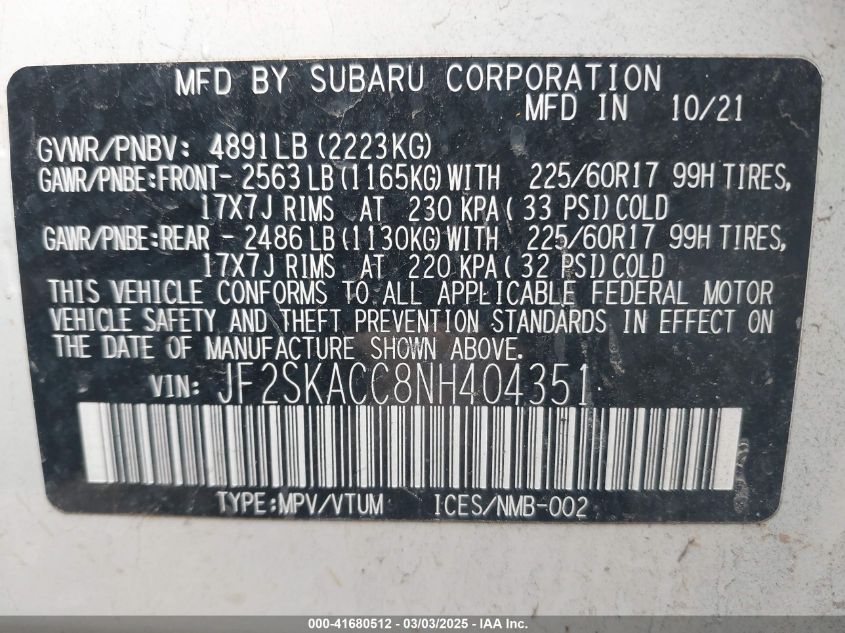 MFD BY SUBARU CORPORATION
MFD IN 10/21
GVWR/PNBV: 4891LB (2223KG)
GAWR/PNBE:FRONT- 2563 LB (1165KG) WITH 225/60R17 99H TIRES,
17X7J RIMS AT 230 KPA ( 33 PSI) COLD
GAWR/PNBE:REAR - 2486 LB (1130KG) WITH 225/60R17 99H TIRES,
17X7J RIMS AT 220 KPA ( 32 PSI) COLD
THIS VEHICLE CONFORMS TO ALL APPLICABLE FEDERAL MOTOR
VEHICLE SAFETY AND THEFT PREVENTION STANDARDS IN EFFECT ON
THE DATE OF MANUFACTURE SHOWN ABOVE.
VIN: JF2SKACC8NH404351
TYPE:MPV/VTUM ICES/NMB-002
000-41680512 - 03/03/2025 - IAA Inc.